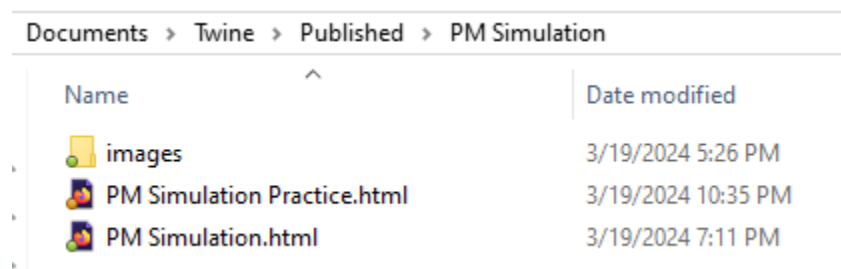 Documents > Twine > Published > PM Simulation
Name Date modified
images 3/19/2024 5:26 PM
PM Simulation Practice.html 3/19/2024 10:35 PM
PM Simulation.html 3/19/2024 7:11 PM